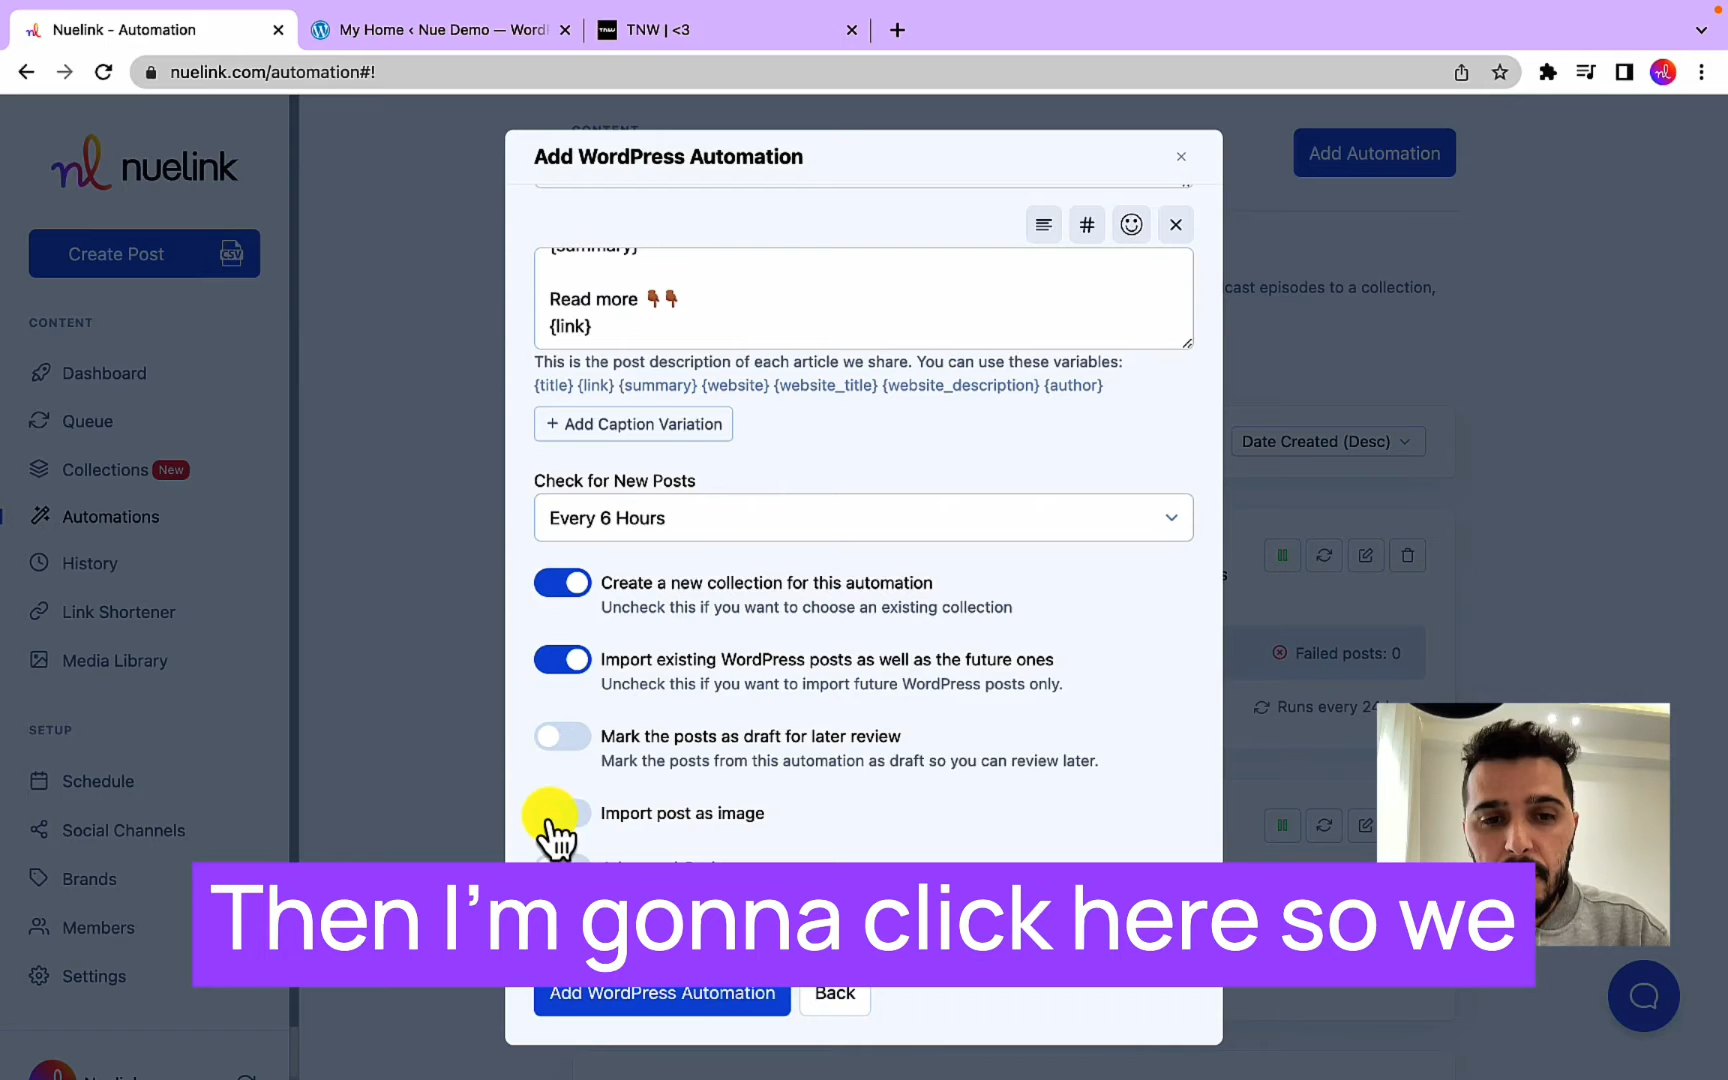 Nuelink - Automation
My Home ‹ Nue Demo — Word
TNW | <3
nuelink.com/automation#!
nl
CONTENT
nl nuelink
Add WordPress Automation
Add Automation
Create Post
CSV
{summary}
Read more 👇🏾👇🏾
{link}
cast episodes to a collection,
CONTENT
This is the post description of each article we share. You can use these variables:
{title} {link} {summary} {website} {website_title} {website_description} {author}
Dashboard
Queue
+ Add Caption Variation
Date Created (Desc)
Collections New
Check for New Posts
Automations
Every 6 Hours
History
Create a new collection for this automation
Uncheck this if you want to choose an existing collection
Link Shortener
Media Library
Import existing WordPress posts as well as the future ones
Uncheck this if you want to import future WordPress posts only.
Failed posts: 0
Runs every 24
SETUP
Mark the posts as draft for later review
Mark the posts from this automation as draft so you can review later.
Schedule
Social Channels
Import post as image
Brands
Members
Settings
Then I'm gonna click here so we
Add WordPress Automation
Back